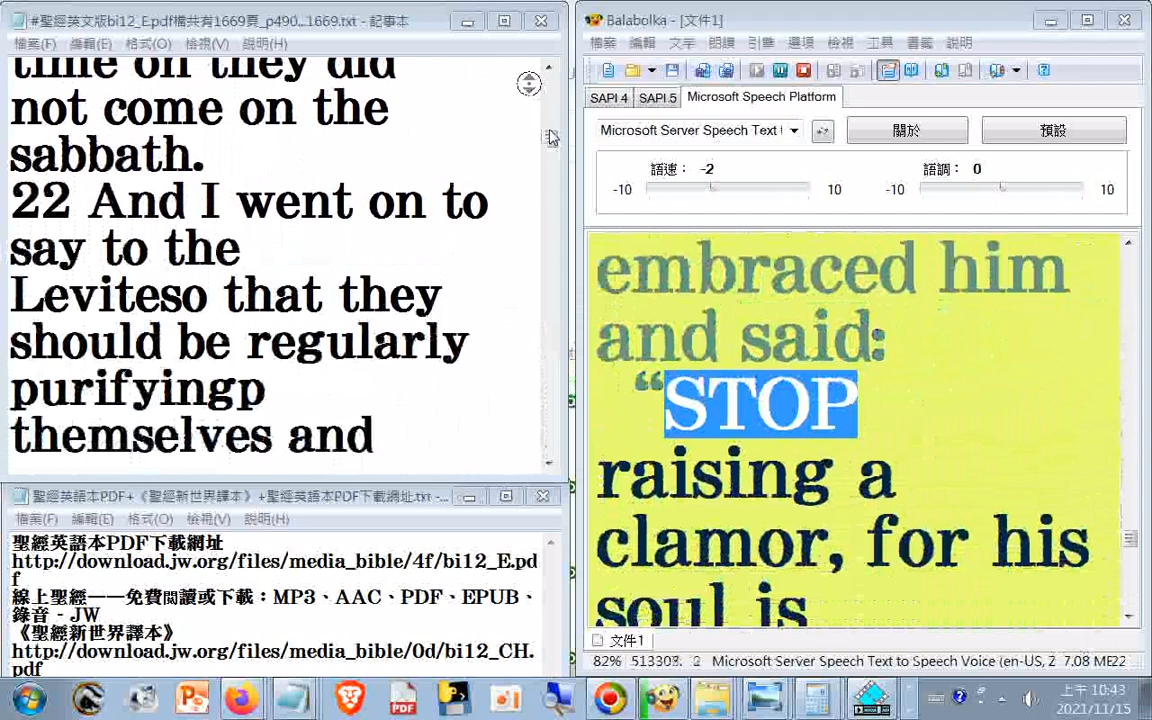 #聖經英文版bi12_E.pdf檔共有1669頁_p490,..1669.txt - 記事本
檔案(F) 編輯(E) 格式(O) 檢視(V) 說明(H)
time on they did
not come on the
sabbath.
22 And I went on to
say to the
Leviteso that they
should be regularly
purifyingp
themselves and
聖經英語本PDF+《聖經新世界譯本》+聖經英語本PDF下載網址.txt -...
檔案(F) 編輯(E) 格式(O) 檢視(V) 說明(H)
聖經英語本PDF下載網址
http://download.jw.org/files/media_bible/4f/bi12_E.pd
f
線上聖經——免費閱讀或下載：MP3、AAC、PDF、EPUB、
錄音 - JW
《聖經新世界譯本》
http://download.jw.org/files/media_bible/0d/bi12_CH.
pdf
Balabolka - [文件1]
檔案 編輯 文字 朗讀 引擎 選項 檢視 工具 書籤 說明
SAPI 4 SAPI 5 Microsoft Speech Platform
Microsoft Server Speech Text 關於 預設
語速： -2 語調： 0
-10 10 -10 10
embraced him
and said:
“STOP
raising a
clamor, for his
soul is
文件1
82% Microsoft Server Speech Text to Speech Voice (en-US, Z 7.08 ME22
PDF
上午 10:43
2021/11/15